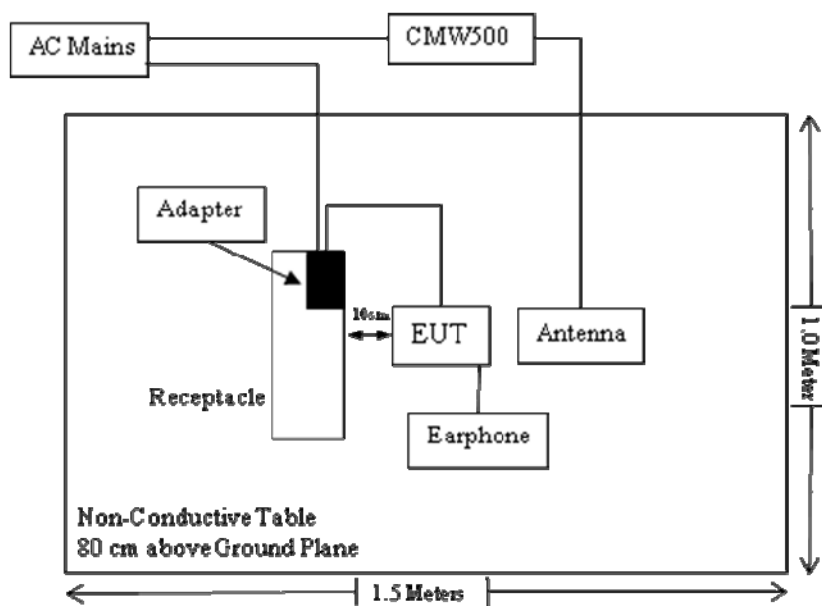 AC Mains
CMW500
Adapter
10cm
EUT
Antenna
Receptacle
Earphone
1.0 Meter
Non-Conductive Table
80 cm above Ground Plane
1.5 Meters